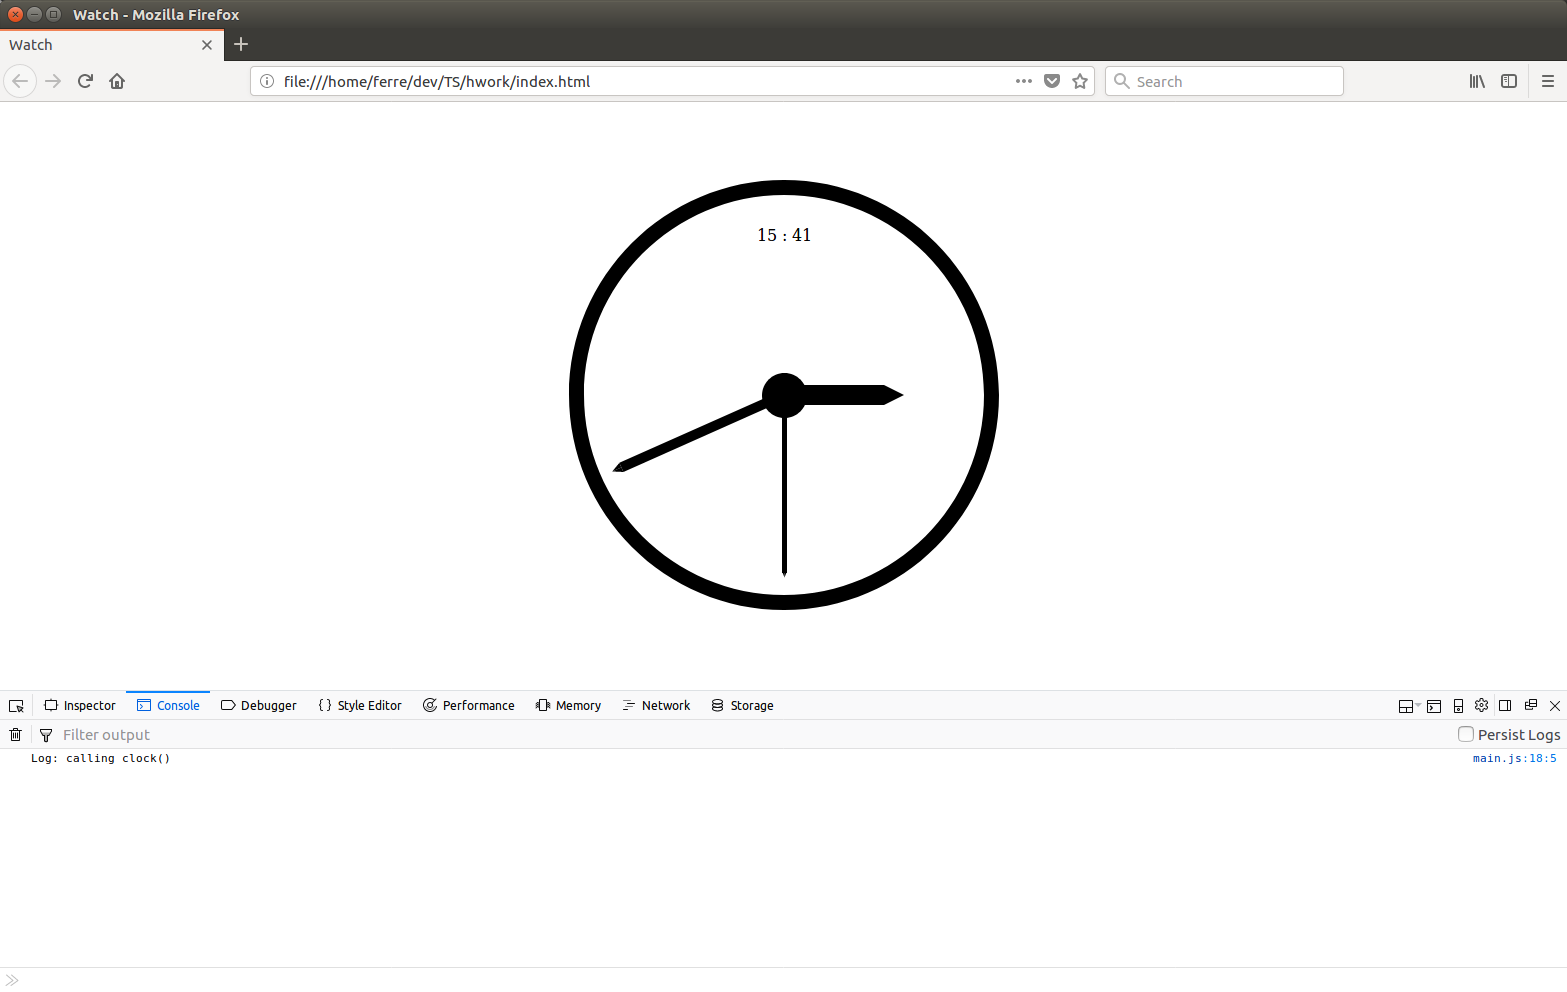 Watch - Mozilla Firefox
Watch
file:///home/ferre/dev/TS/hwork/index.html
Search
15 : 41
Inspector
Console
Debugger
Style Editor
Performance
Memory
Network
Storage
Filter output
Persist Logs
Log: calling clock()
main.js:18:5